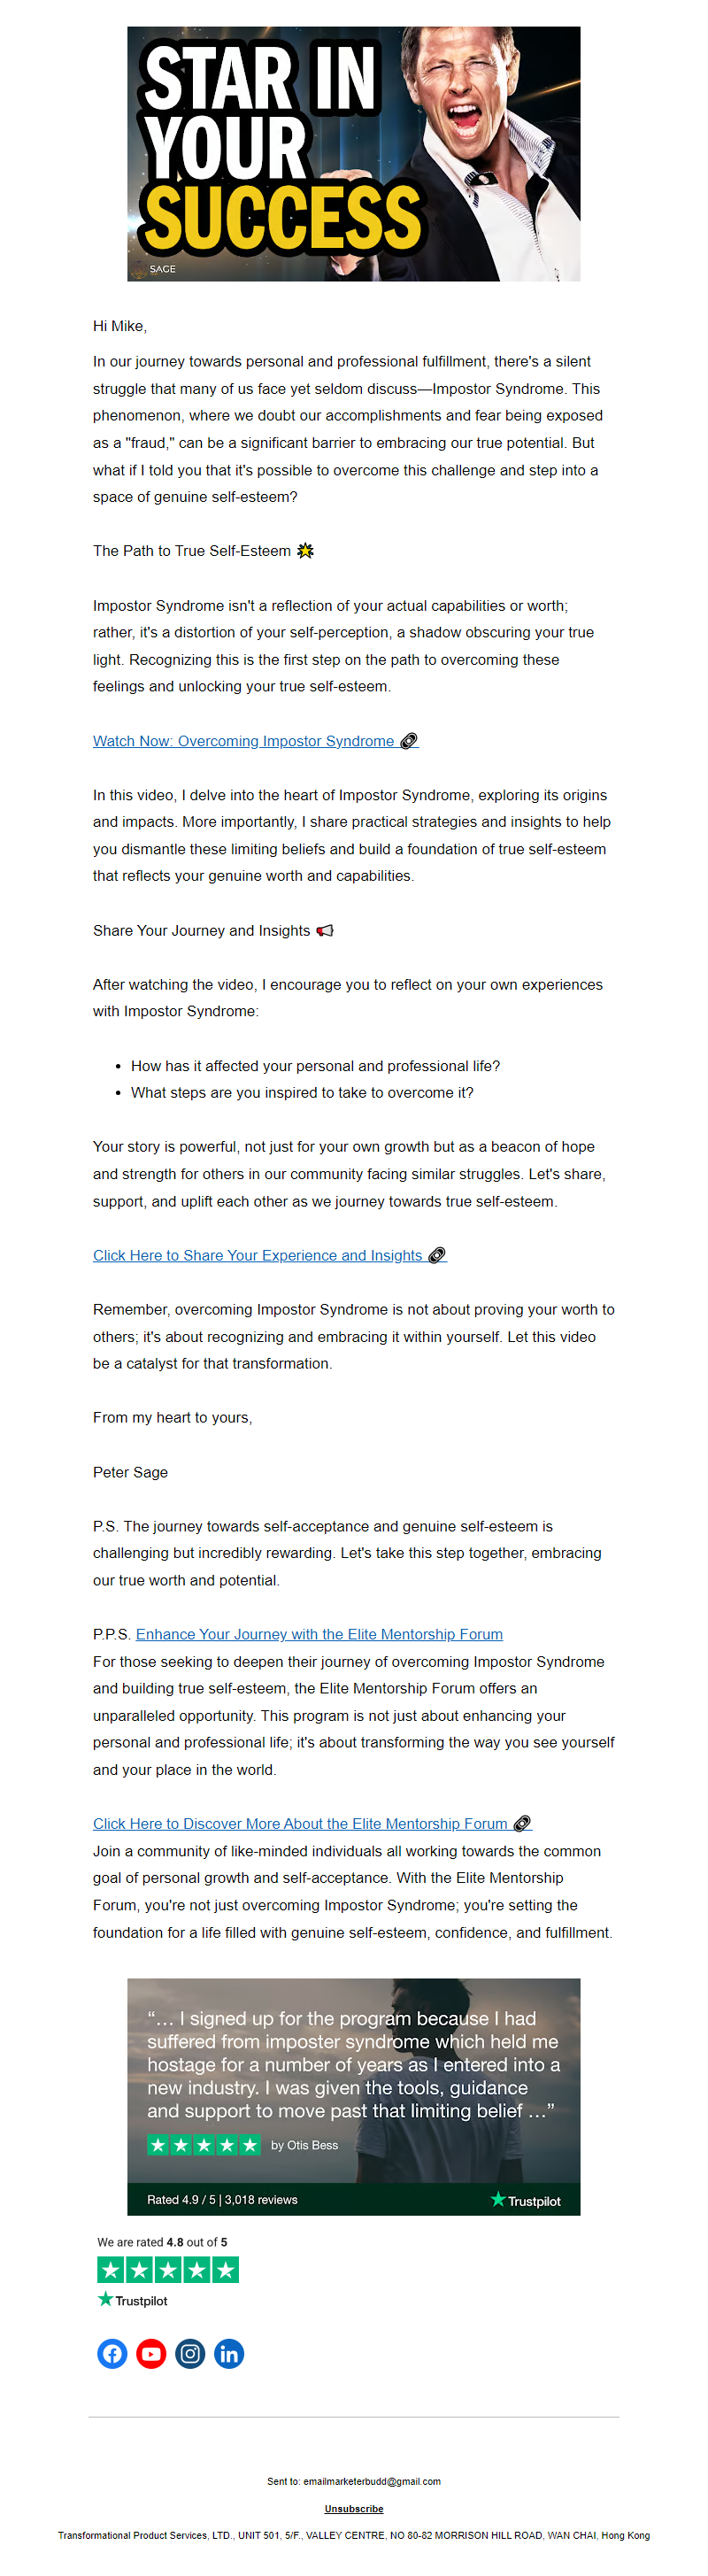 STAR IN
YOUR
SUCCESS
SAGE
Hi Mike,
In our journey towards personal and professional fulfillment, there's a silent
struggle that many of us face yet seldom discuss—Impostor Syndrome. This
phenomenon, where we doubt our accomplishments and fear being exposed
as a "fraud," can be a significant barrier to embracing our true potential. But
what if I told you that it's possible to overcome this challenge and step into a
space of genuine self-esteem?
The Path to True Self-Esteem 🌟
Impostor Syndrome isn't a reflection of your actual capabilities or worth;
rather, it's a distortion of your self-perception, a shadow obscuring your true
light. Recognizing this is the first step on the path to overcoming these
feelings and unlocking your true self-esteem.
Watch Now: Overcoming Impostor Syndrome 🔗
In this video, I delve into the heart of Impostor Syndrome, exploring its origins
and impacts. More importantly, I share practical strategies and insights to help
you dismantle these limiting beliefs and build a foundation of true self-esteem
that reflects your genuine worth and capabilities.
Share Your Journey and Insights 📢
After watching the video, I encourage you to reflect on your own experiences
with Impostor Syndrome:
• How has it affected your personal and professional life?
• What steps are you inspired to take to overcome it?
Your story is powerful, not just for your own growth but as a beacon of hope
and strength for others in our community facing similar struggles. Let's share,
support, and uplift each other as we journey towards true self-esteem.
Click Here to Share Your Experience and Insights 🔗
Remember, overcoming Impostor Syndrome is not about proving your worth to
others; it's about recognizing and embracing it within yourself. Let this video
be a catalyst for that transformation.
From my heart to yours,
Peter Sage
P.S. The journey towards self-acceptance and genuine self-esteem is
challenging but incredibly rewarding. Let's take this step together, embracing
our true worth and potential.
P.P.S. Enhance Your Journey with the Elite Mentorship Forum
For those seeking to deepen their journey of overcoming Impostor Syndrome
and building true self-esteem, the Elite Mentorship Forum offers an
unparalleled opportunity. This program is not just about enhancing your
personal and professional life; it's about transforming the way you see yourself
and your place in the world.
Click Here to Discover More About the Elite Mentorship Forum 🔗
Join a community of like-minded individuals all working towards the common
goal of personal growth and self-acceptance. With the Elite Mentorship
Forum, you're not just overcoming Impostor Syndrome; you're setting the
foundation for a life filled with genuine self-esteem, confidence, and fulfillment.
“… I signed up for the program because I had
suffered from imposter syndrome which held me
hostage for a number of years as I entered into a
new industry. I was given the tools, guidance
and support to move past that limiting belief …”
by Otis Bess
Rated 4.9 / 5 | 3,018 reviews
Trustpilot
We are rated 4.8 out of 5
Trustpilot
Sent to: emailmarketerbudd@gmail.com
Unsubscribe
Transformational Product Services, LTD., UNIT 501, 5/F., VALLEY CENTRE, NO 80-82 MORRISON HILL ROAD, WAN CHAI, Hong Kong